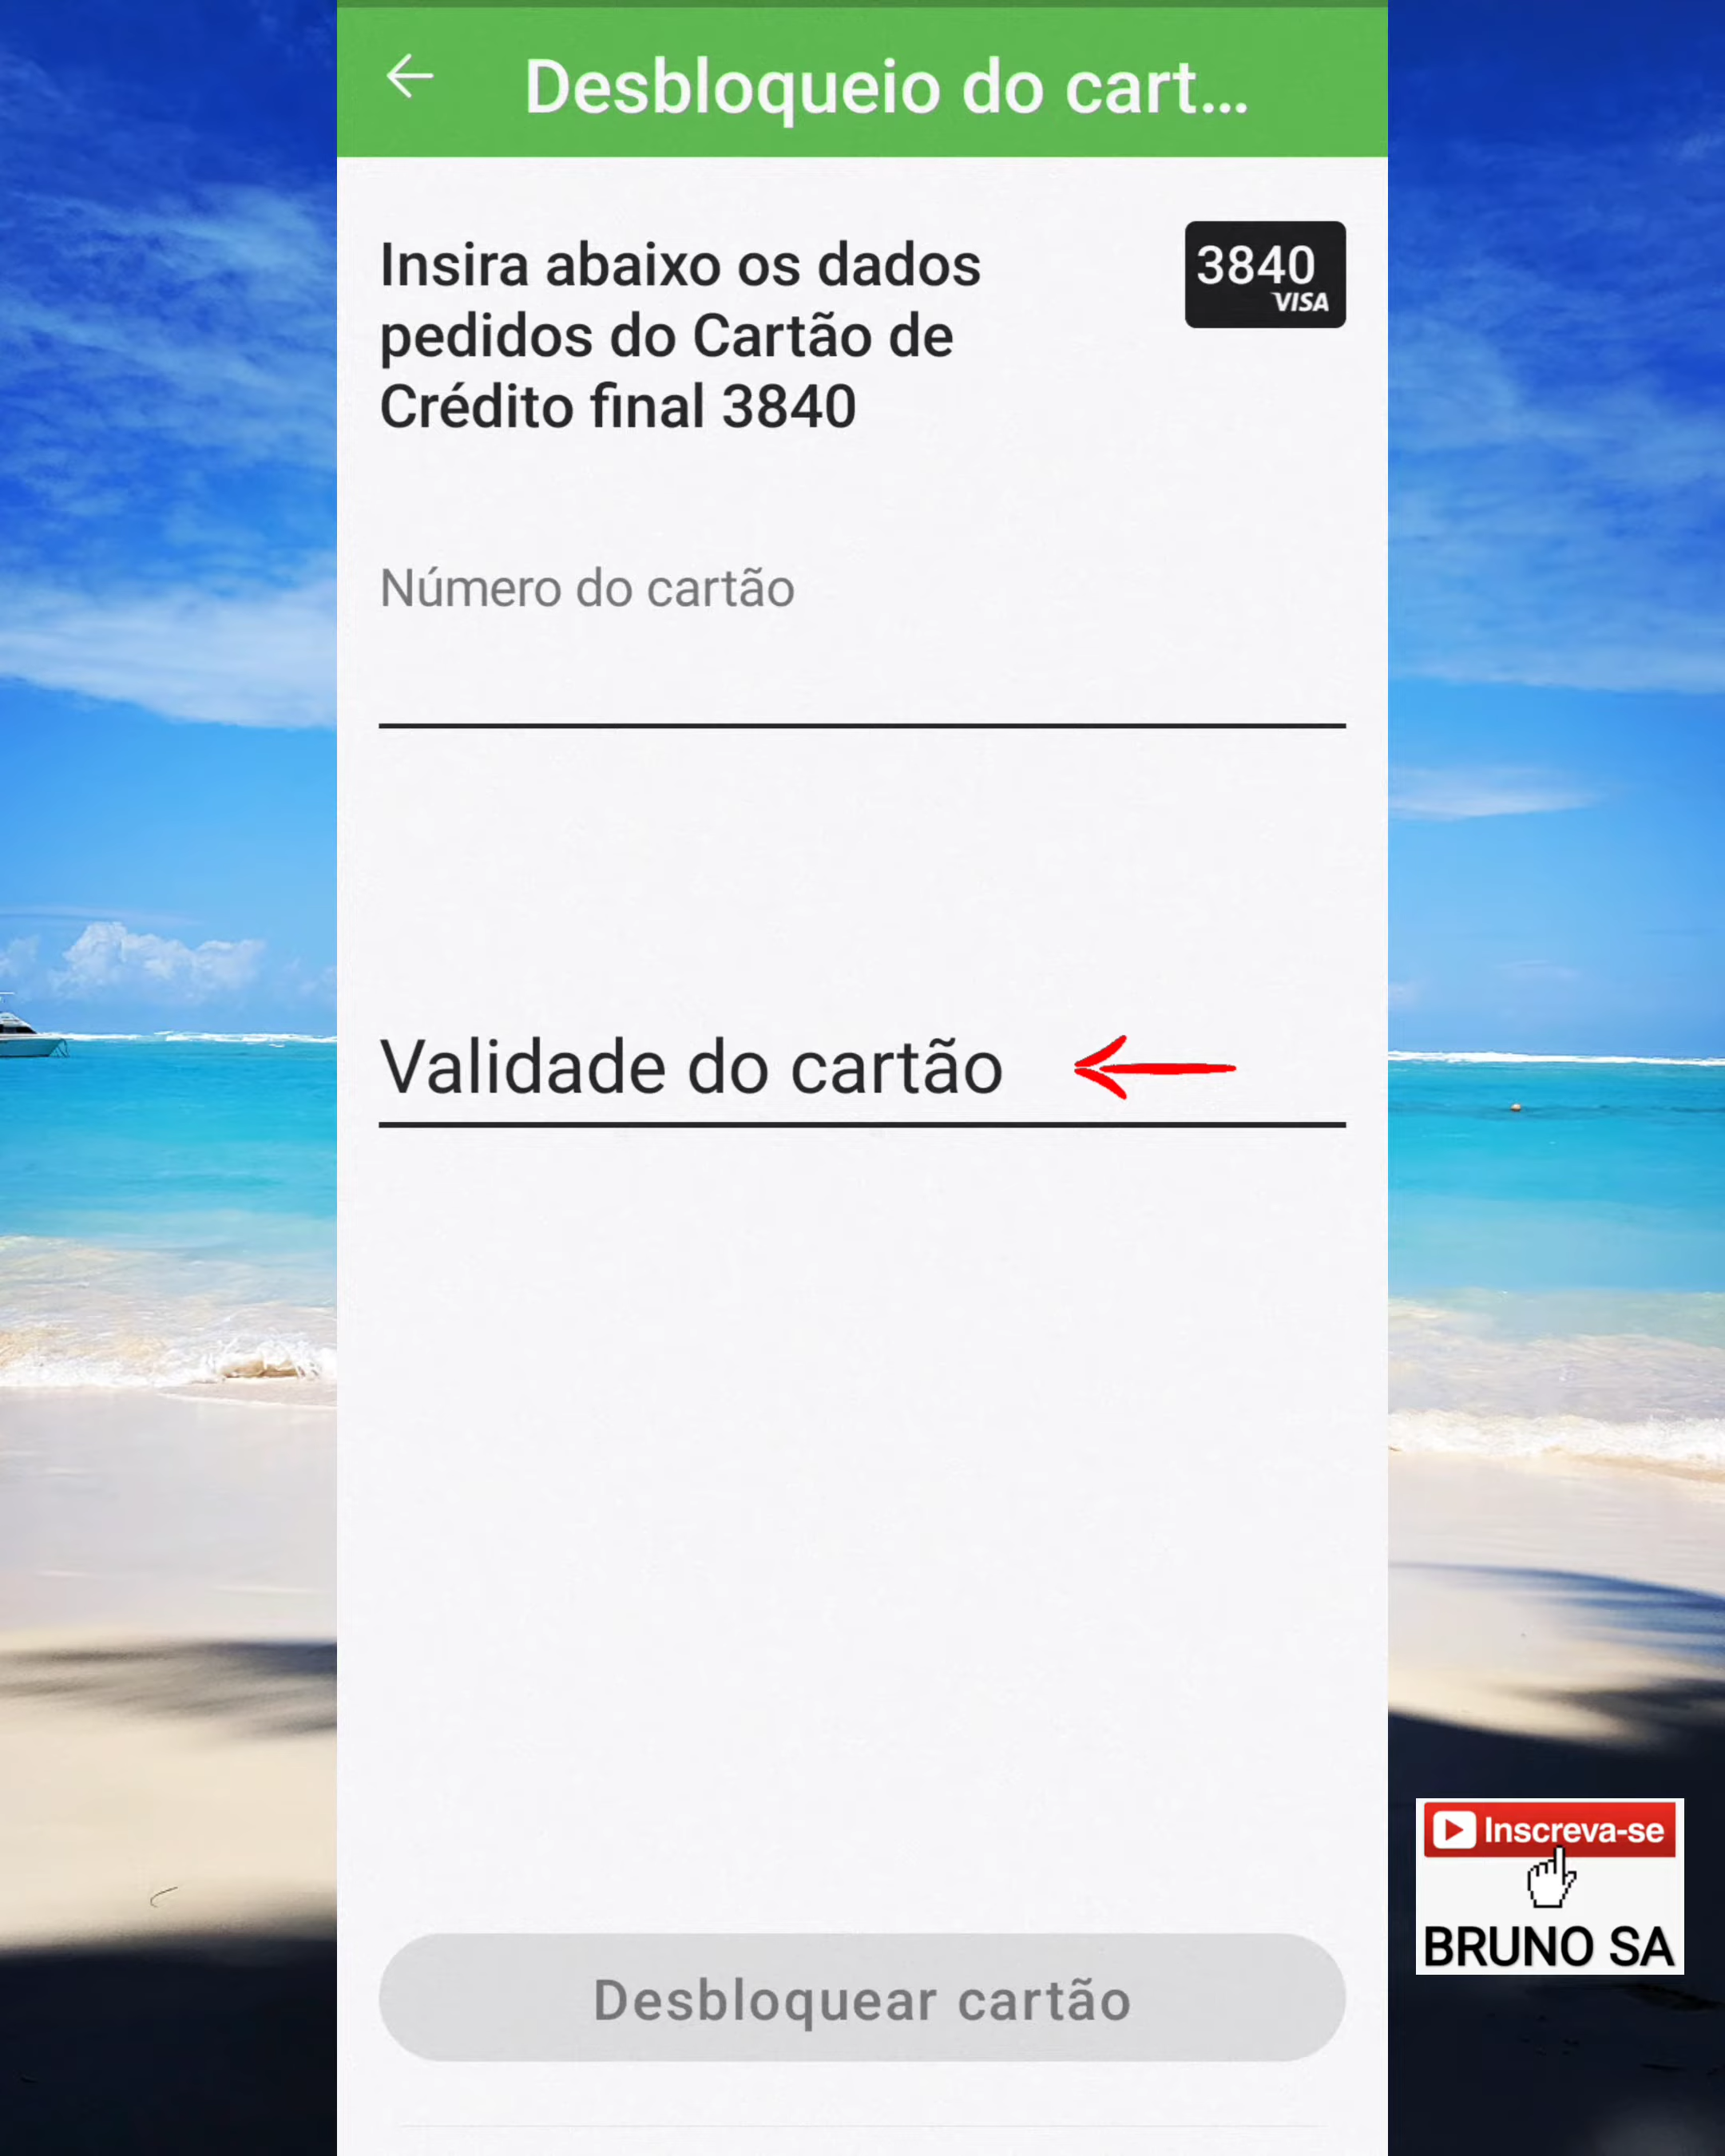 Desbloqueio do cart...
Insira abaixo os dados
pedidos do Cartão de
Crédito final 3840
3840
VISA
Número do cartão
Validade do cartão
Inscreva-se
BRUNO SA
Desbloquear cartão